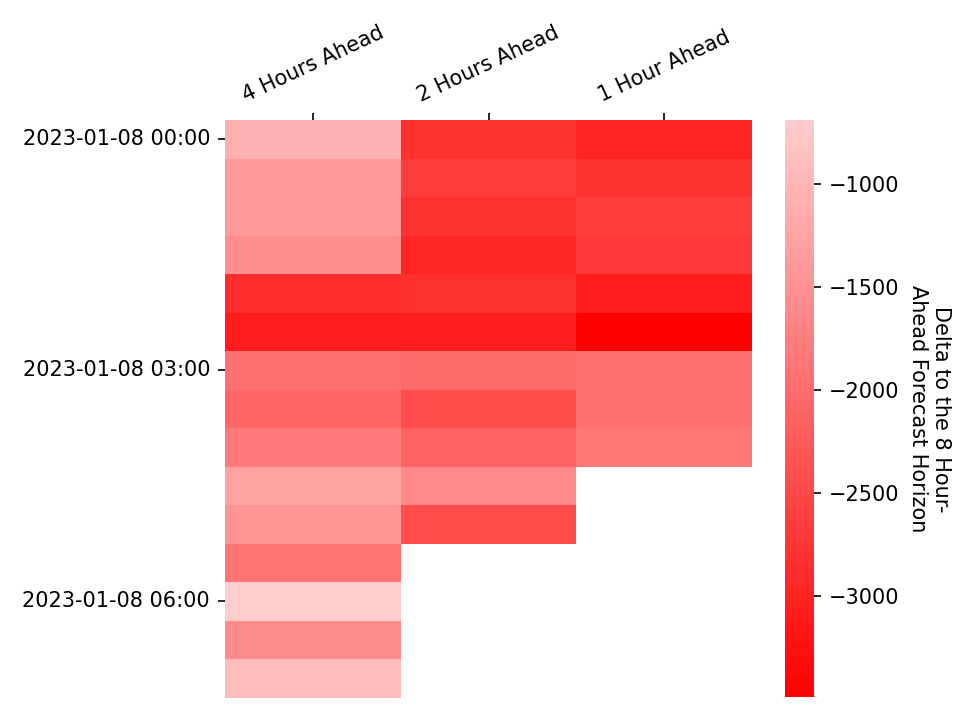 4 Hours Ahead
2 Hours Ahead
1 Hour Ahead
2023-01-08 00:00
2023-01-08 03:00
2023-01-08 06:00
−1000
−1500
−2000
−2500
−3000
Delta to the 8 Hour-
Ahead Forecast Horizon